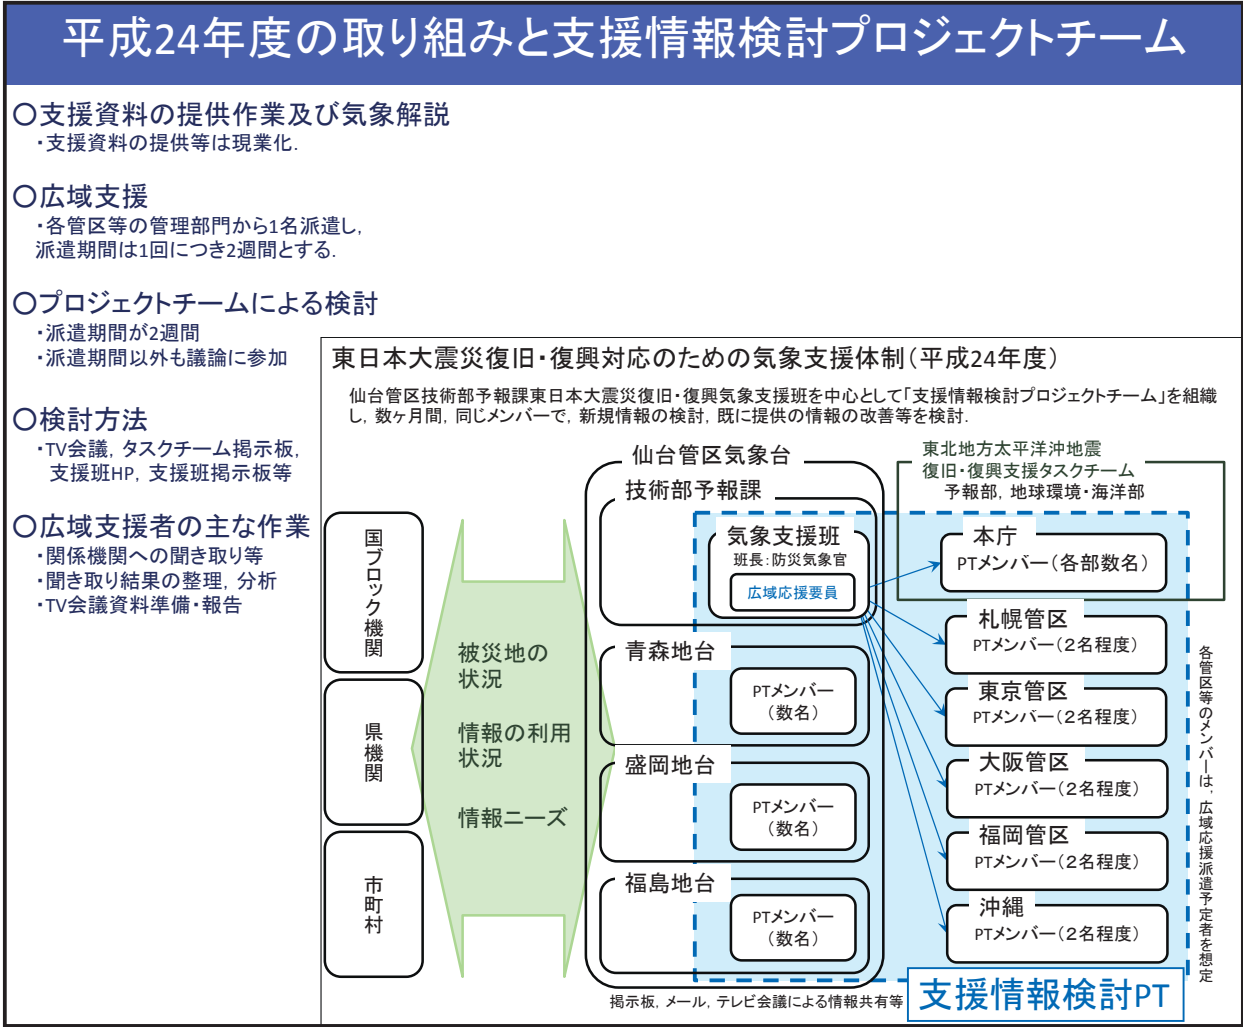 平成24年度の取り組みと支援情報検討プロジェクトチーム
○支援資料の提供作業及び気象解説
・支援資料の提供等は現業化.
○広域支援
・各管区等の管理部門から1名派遣し,
派遣期間は1回につき2週間とする.
○プロジェクトチームによる検討
・派遣期間が2週間
・派遣期間以外も議論に参加
○検討方法
・TV会議, タスクチーム掲示板,
支援班HP, 支援班掲示板等
○広域支援者の主な作業
・関係機関への聞き取り等
・聞き取り結果の整理, 分析
・TV会議資料準備・報告
東日本大震災復旧・復興対応のための気象支援体制(平成24年度)
仙台管区技術部予報課東日本大震災復旧・復興気象支援班を中心として「支援情報検討プロジェクトチーム」を組織
し, 数ヶ月間, 同じメンバーで, 新規情報の検討, 既に提供の情報の改善等を検討.
国ブロック機関
県機関
市町村
被災地の
状況
情報の利用
状況
情報ニーズ
仙台管区気象台
技術部予報課
気象支援班
班長:防災気象官
広域応援要員
青森地台
PTメンバー
(数名)
盛岡地台
PTメンバー
(数名)
福島地台
PTメンバー
(数名)
東北地方太平洋沖地震
復旧・復興支援タスクチーム
予報部, 地球環境・海洋部
本庁
PTメンバー(各部数名)
札幌管区
PTメンバー(2名程度)
東京管区
PTメンバー(2名程度)
大阪管区
PTメンバー(2名程度)
福岡管区
PTメンバー(2名程度)
沖縄
PTメンバー(2名程度)
各管区等のメンバーは, 広域応援派遣予定者を想定
掲示板, メール, テレビ会議による情報共有等
支援情報検討PT